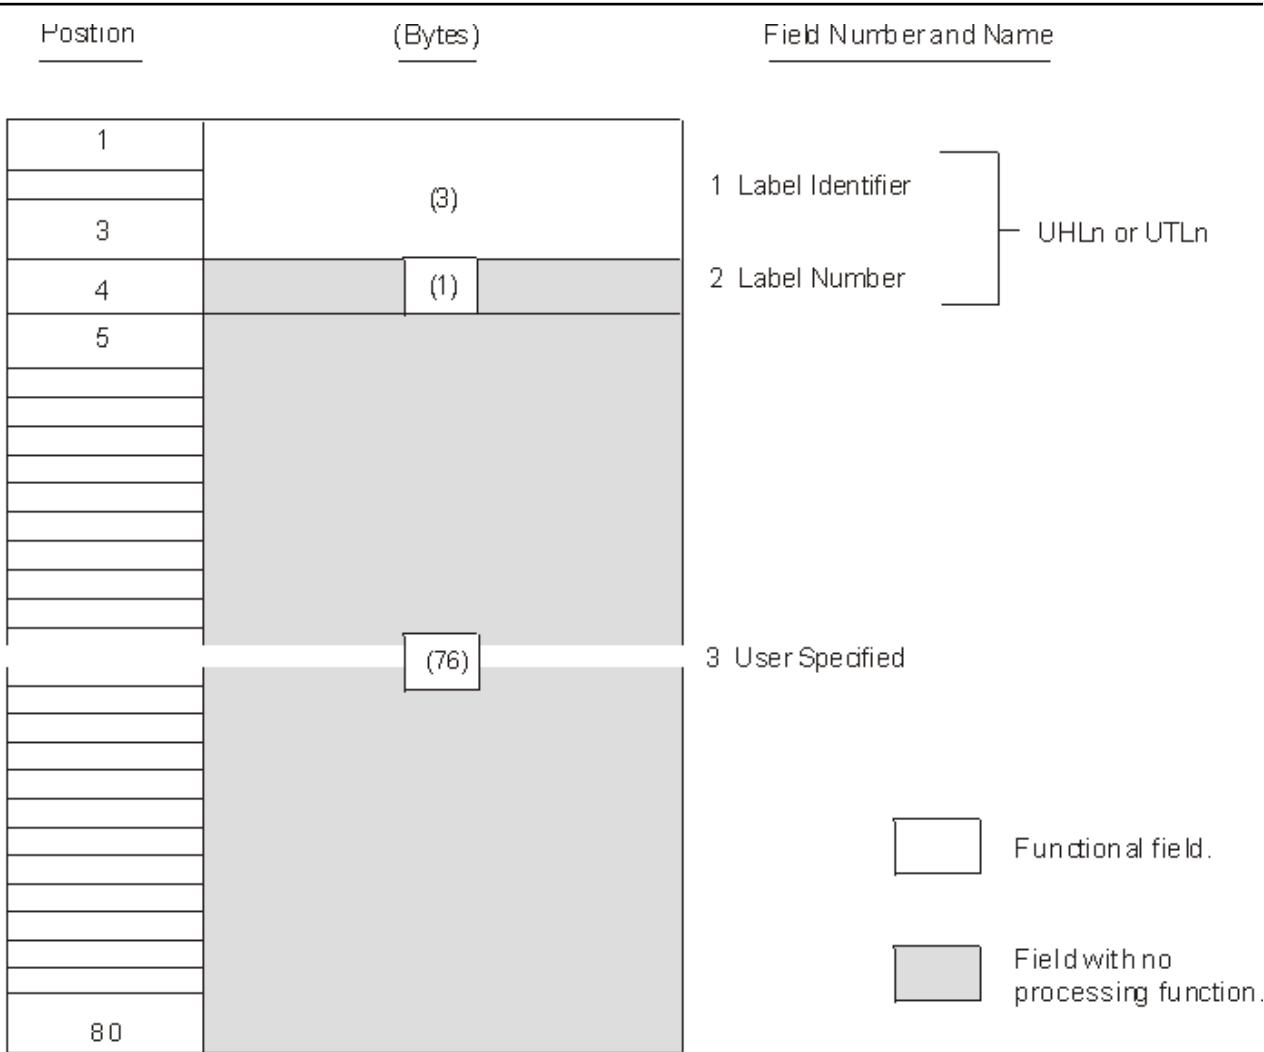 Position (Bytes) Field Number and Name
1
(3)
1 Label Identifier
3
UHLn or UTLn
4
(1)
2 Label Number
5
(76)
3 User Specified
Functional field.
Field with no
processing function.
80